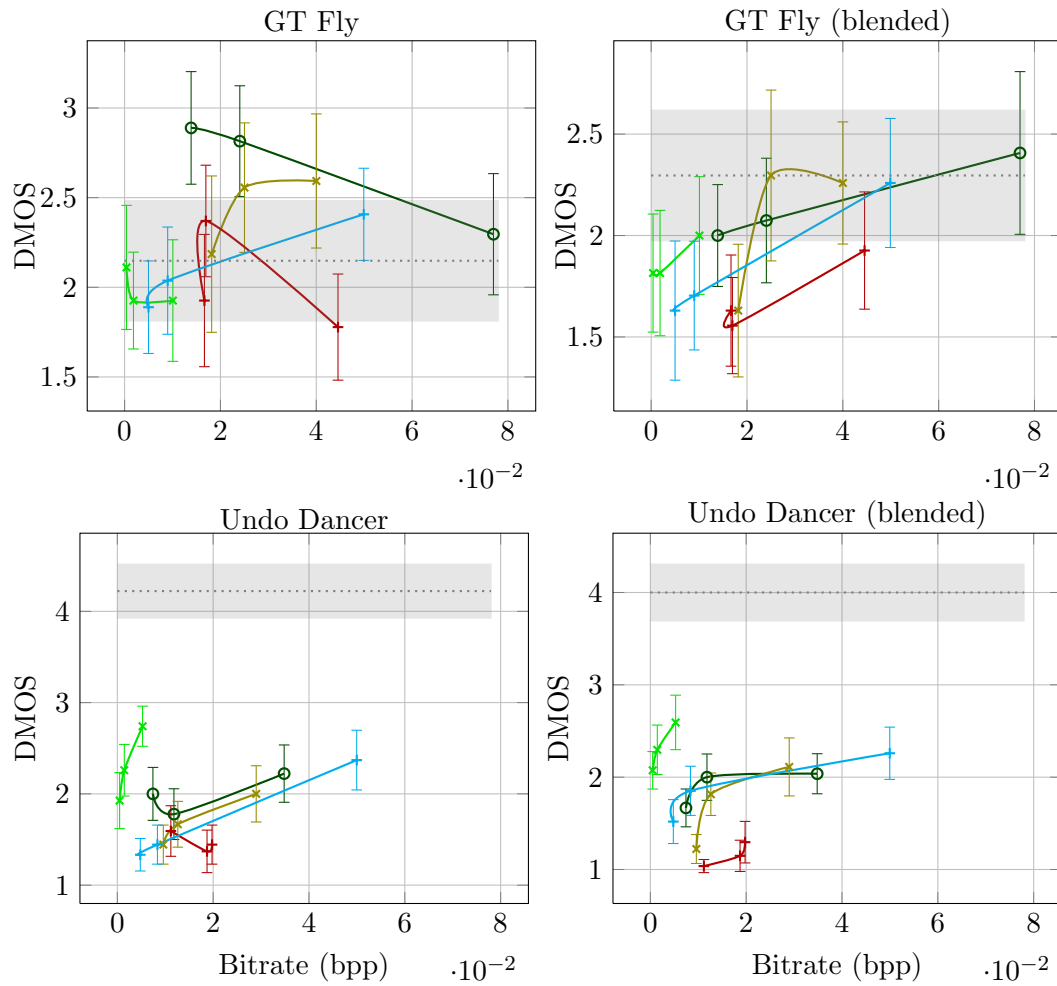 GT Fly
GT Fly (blended)
3
2.5
2
1.5
DMOS
0 2 4 6 8
·10−2
2.5
2
1.5
DMOS
0 2 4 6 8
·10−2
Undo Dancer
Undo Dancer (blended)
4
3
2
1
DMOS
0 2 4 6 8
Bitrate (bpp)
·10−2
4
3
2
1
DMOS
0 2 4 6 8
Bitrate (bpp)
·10−2